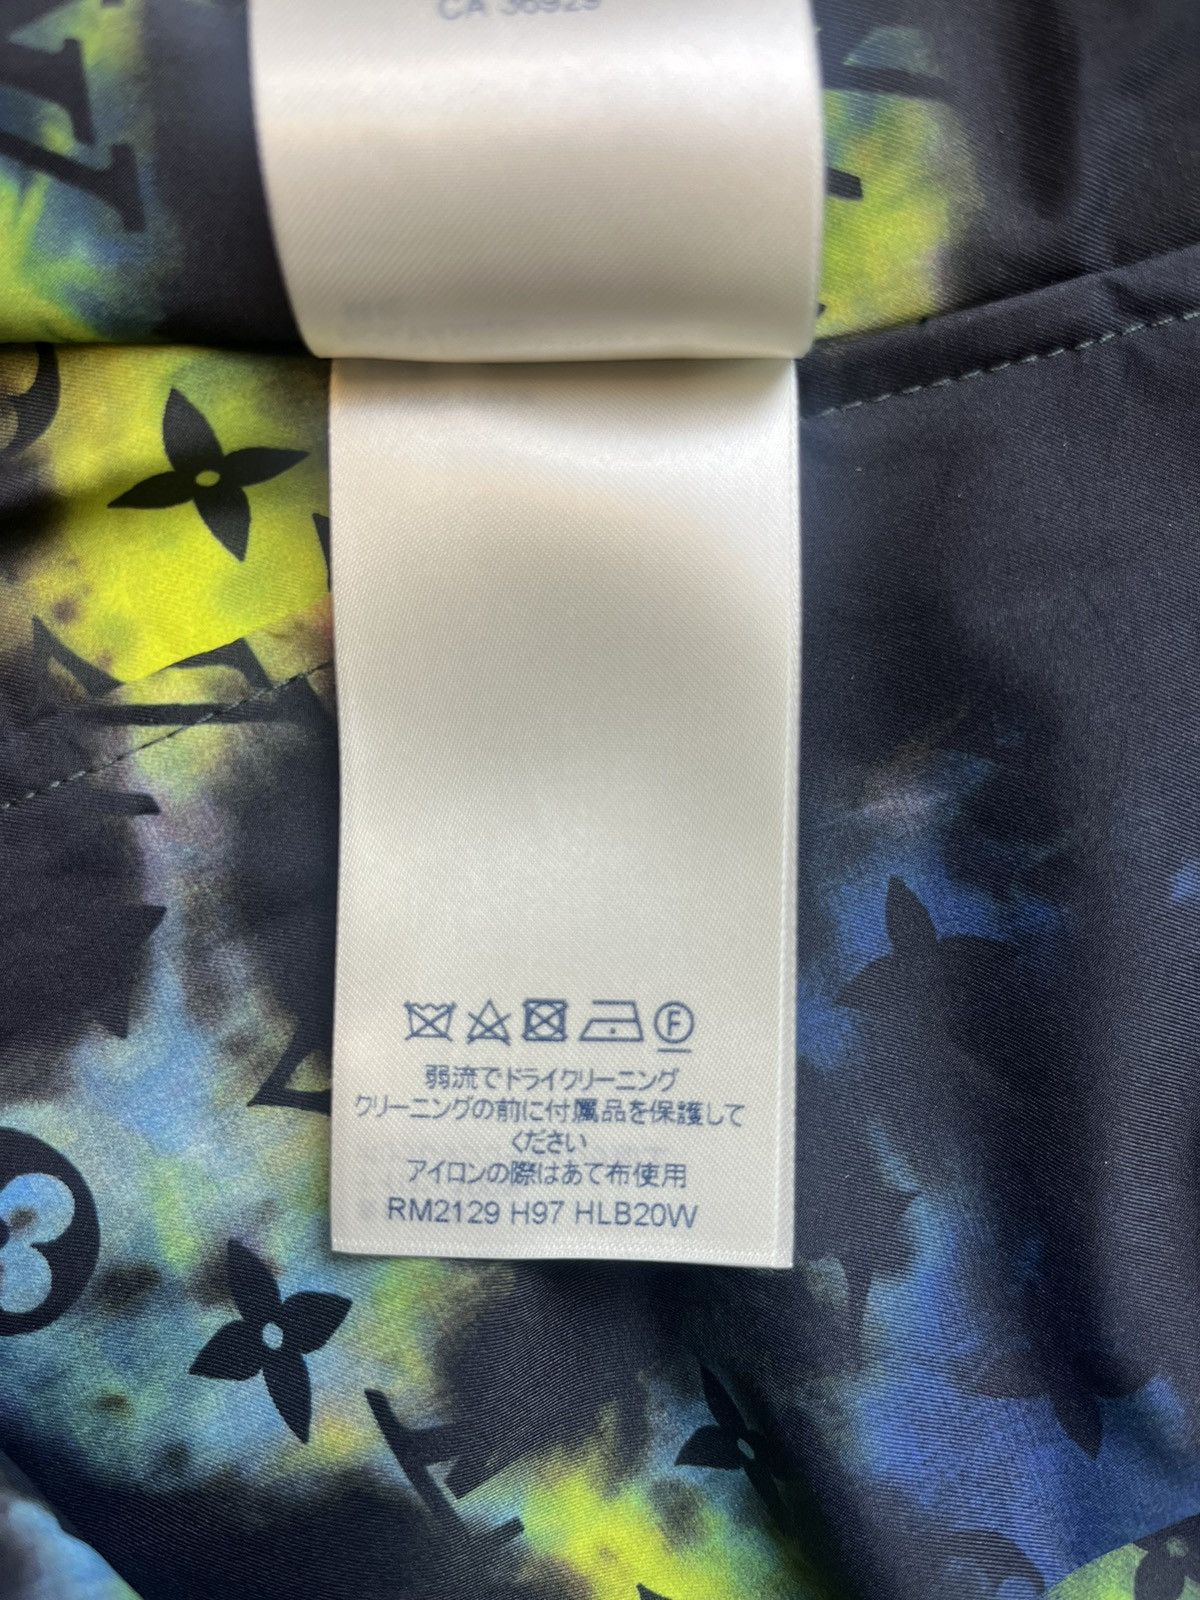 CA 36929
F
弱流でドライクリーニング
クリーニングの前に付属品を保護して
ください
アイロンの際はあて布使用
RM2129 H97 HLB20W